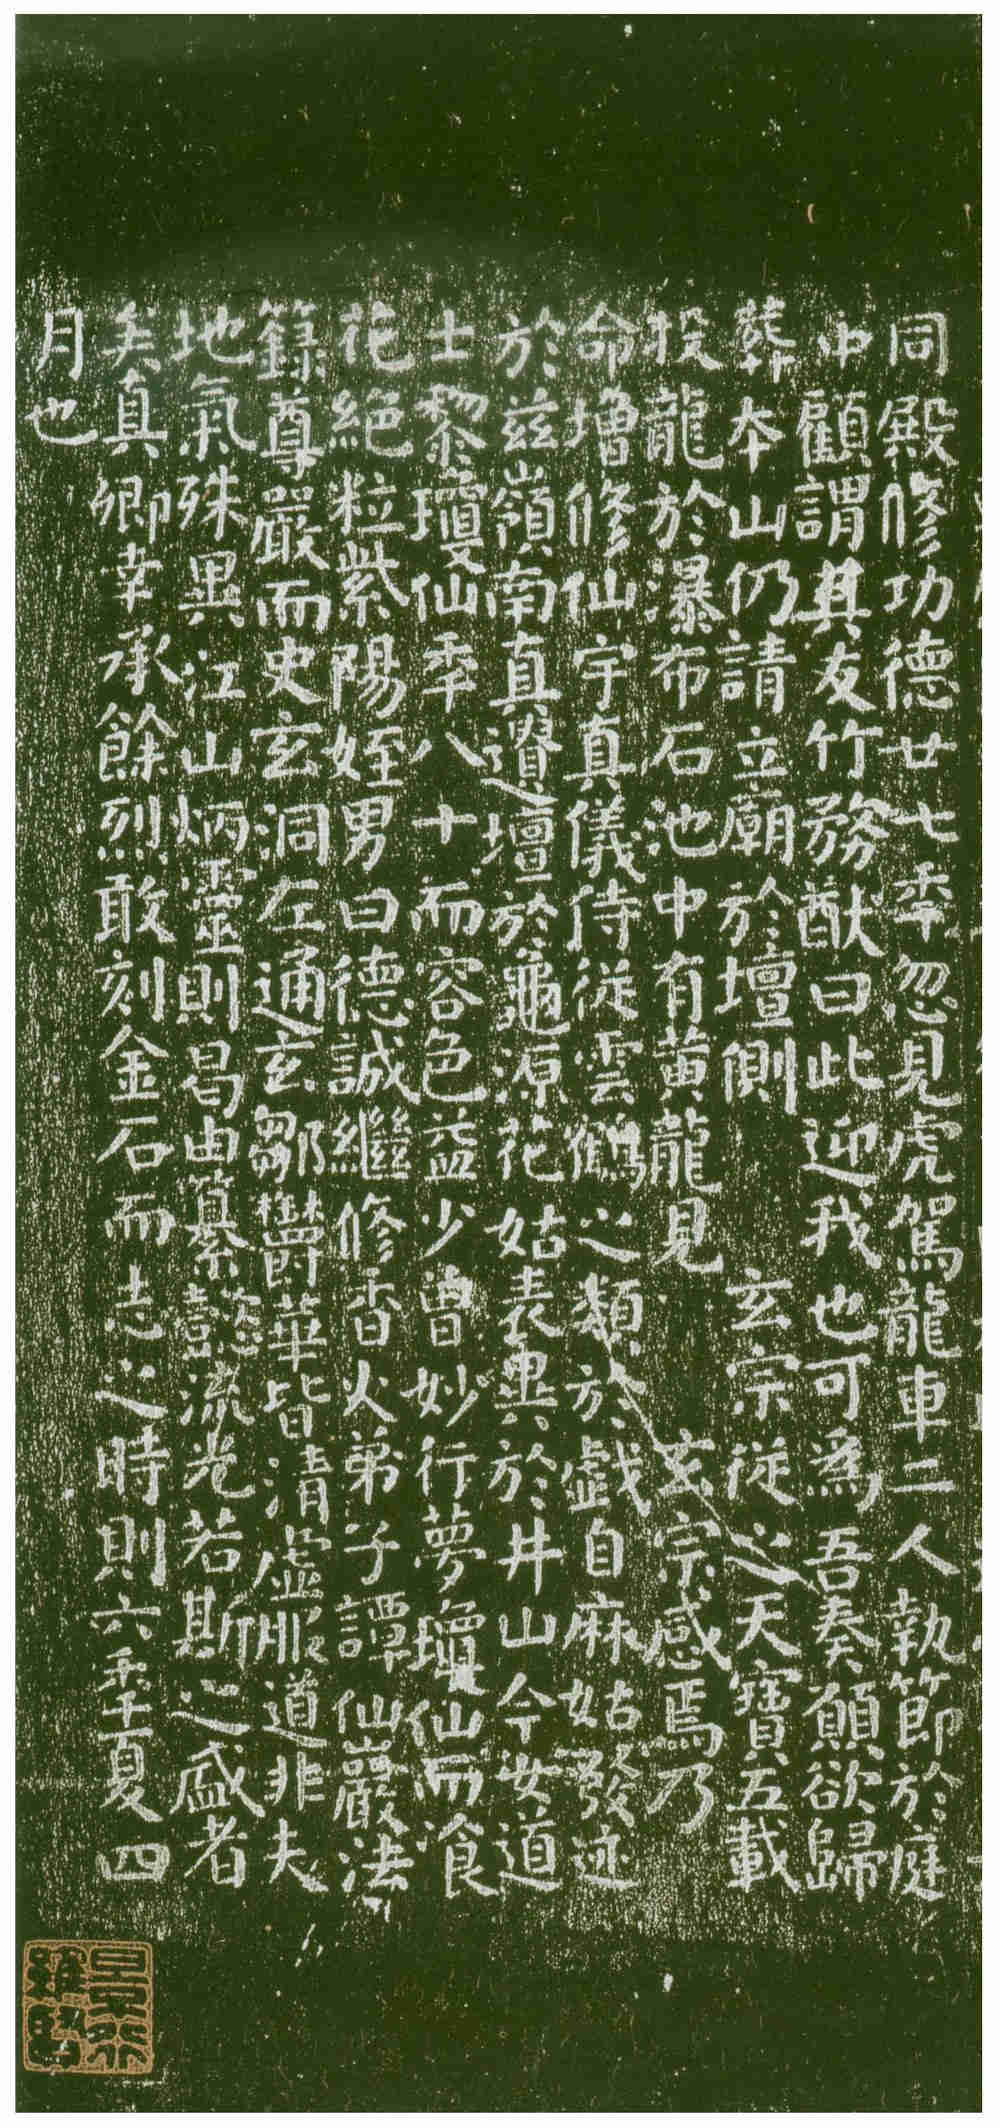 同殿修功德廿七年忽見虎駕龍車二人執節於庭
中顧謂其友竹務猷曰此迎我也可為吾奏願欲歸
葬本山仍請立廟於壇側玄宗從之天寶五載
投龍於瀑布石池中有黃龍見玄宗感焉乃
命增修仙宇真儀侍從雲鶴之類於戲自麻姑發迹
於茲嶺南真遺壇於龜源花姑表異於井山今女道
士黎瓊仙年八十而容色益少曾妙行夢瓊仙而飡
花絕粒紫陽姪男曰德誠繼修香火弟子譚仙巖法
籙尊嚴而史玄洞左通玄鄒欝華皆清虛服道非夫
地氣殊異江山炳靈則曷由纂懿流光若斯之盛者
矣真卿幸承餘烈敢刻金石而志之時則六年夏四
月也